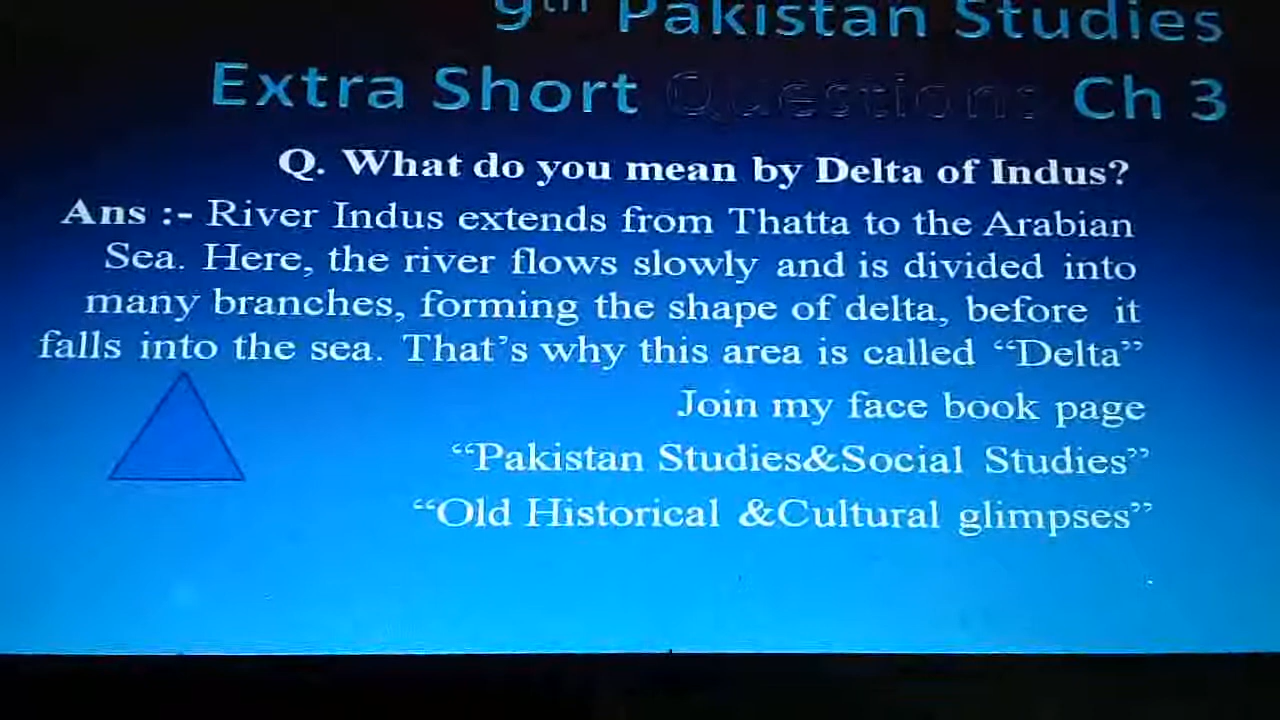 9th Pakistan Studies
Extra Short Questions Ch 3
Q. What do you mean by Delta of Indus?
Ans :- River Indus extends from Thatta to the Arabian
Sea. Here, the river flows slowly and is divided into
many branches, forming the shape of delta, before it
falls into the sea. That’s why this area is called “Delta”
Join my face book page
“Pakistan Studies&Social Studies”
“Old Historical &Cultural glimpses”